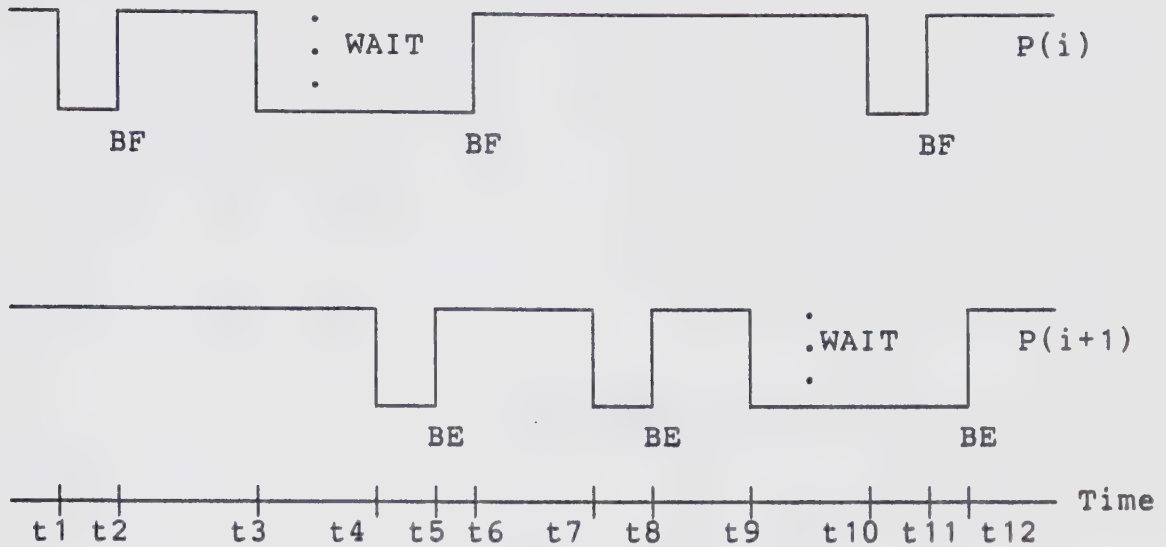 WAIT P(i)
BF BF BF
WAIT P(i+1)
BE BE BE
Time
t1 t2 t3 t4 t5 t6 t7 t8 t9 t10 t11 t12